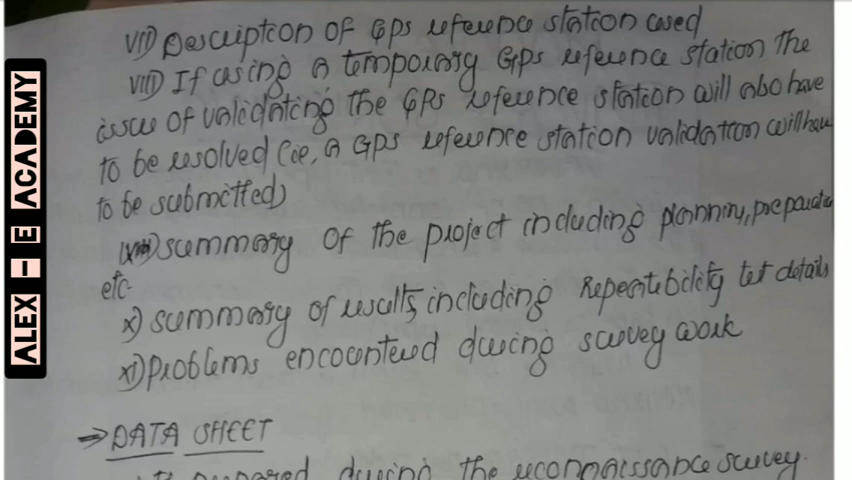 VII) Description of GPS reference station used
VIII) If using a temporary GPS reference station The
issue of validating the GPS reference station will also have
to be resolved (ie, a GPS reference station validation will have
to be submitted)
summary of the project including planning, preparatio
etc.
x) summary of results, including Repeatability test details
xi) problems encountered during survey work
→ DATA SHEET
prepared during the reconnaissance survey.
ALEX - E ACADEMY